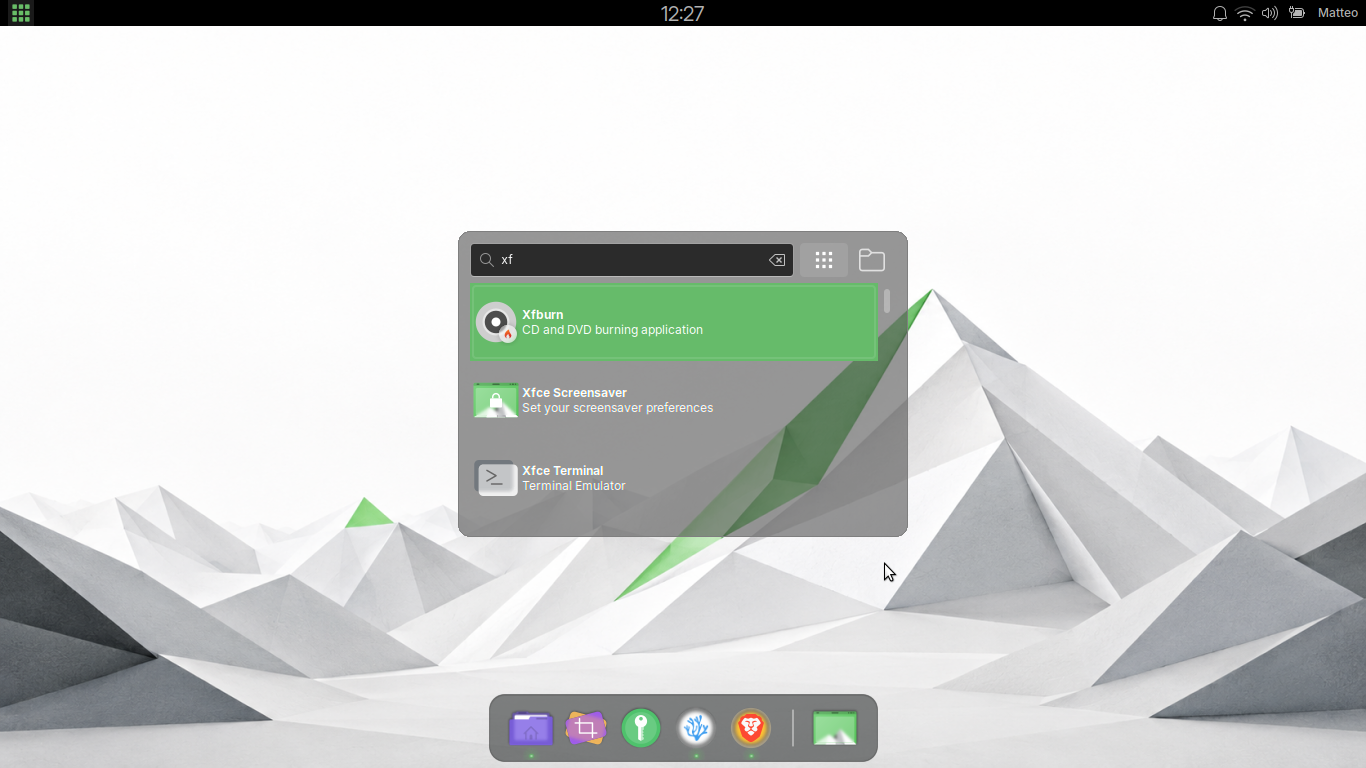 12:27
Matteo
xf
Xfburn
CD and DVD burning application
Xfce Screensaver
Set your screensaver preferences
Xfce Terminal
Terminal Emulator